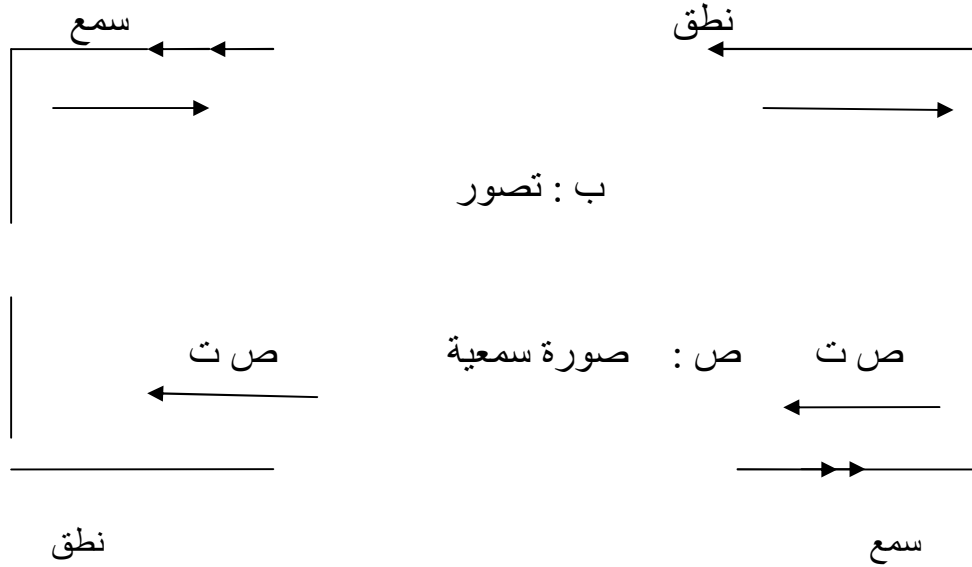 نطق سمع
ب : تصور
ص ت ص : صورة سمعية ص ت
سمع نطق